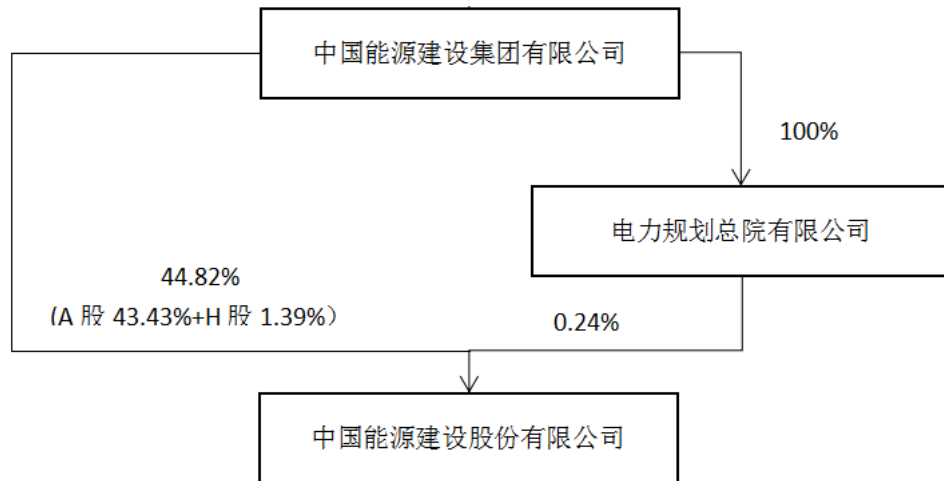 中国能源建设集团有限公司
100%
电力规划总院有限公司
44.82%
(A 股 43.43%+H 股 1.39%）
0.24%
中国能源建设股份有限公司